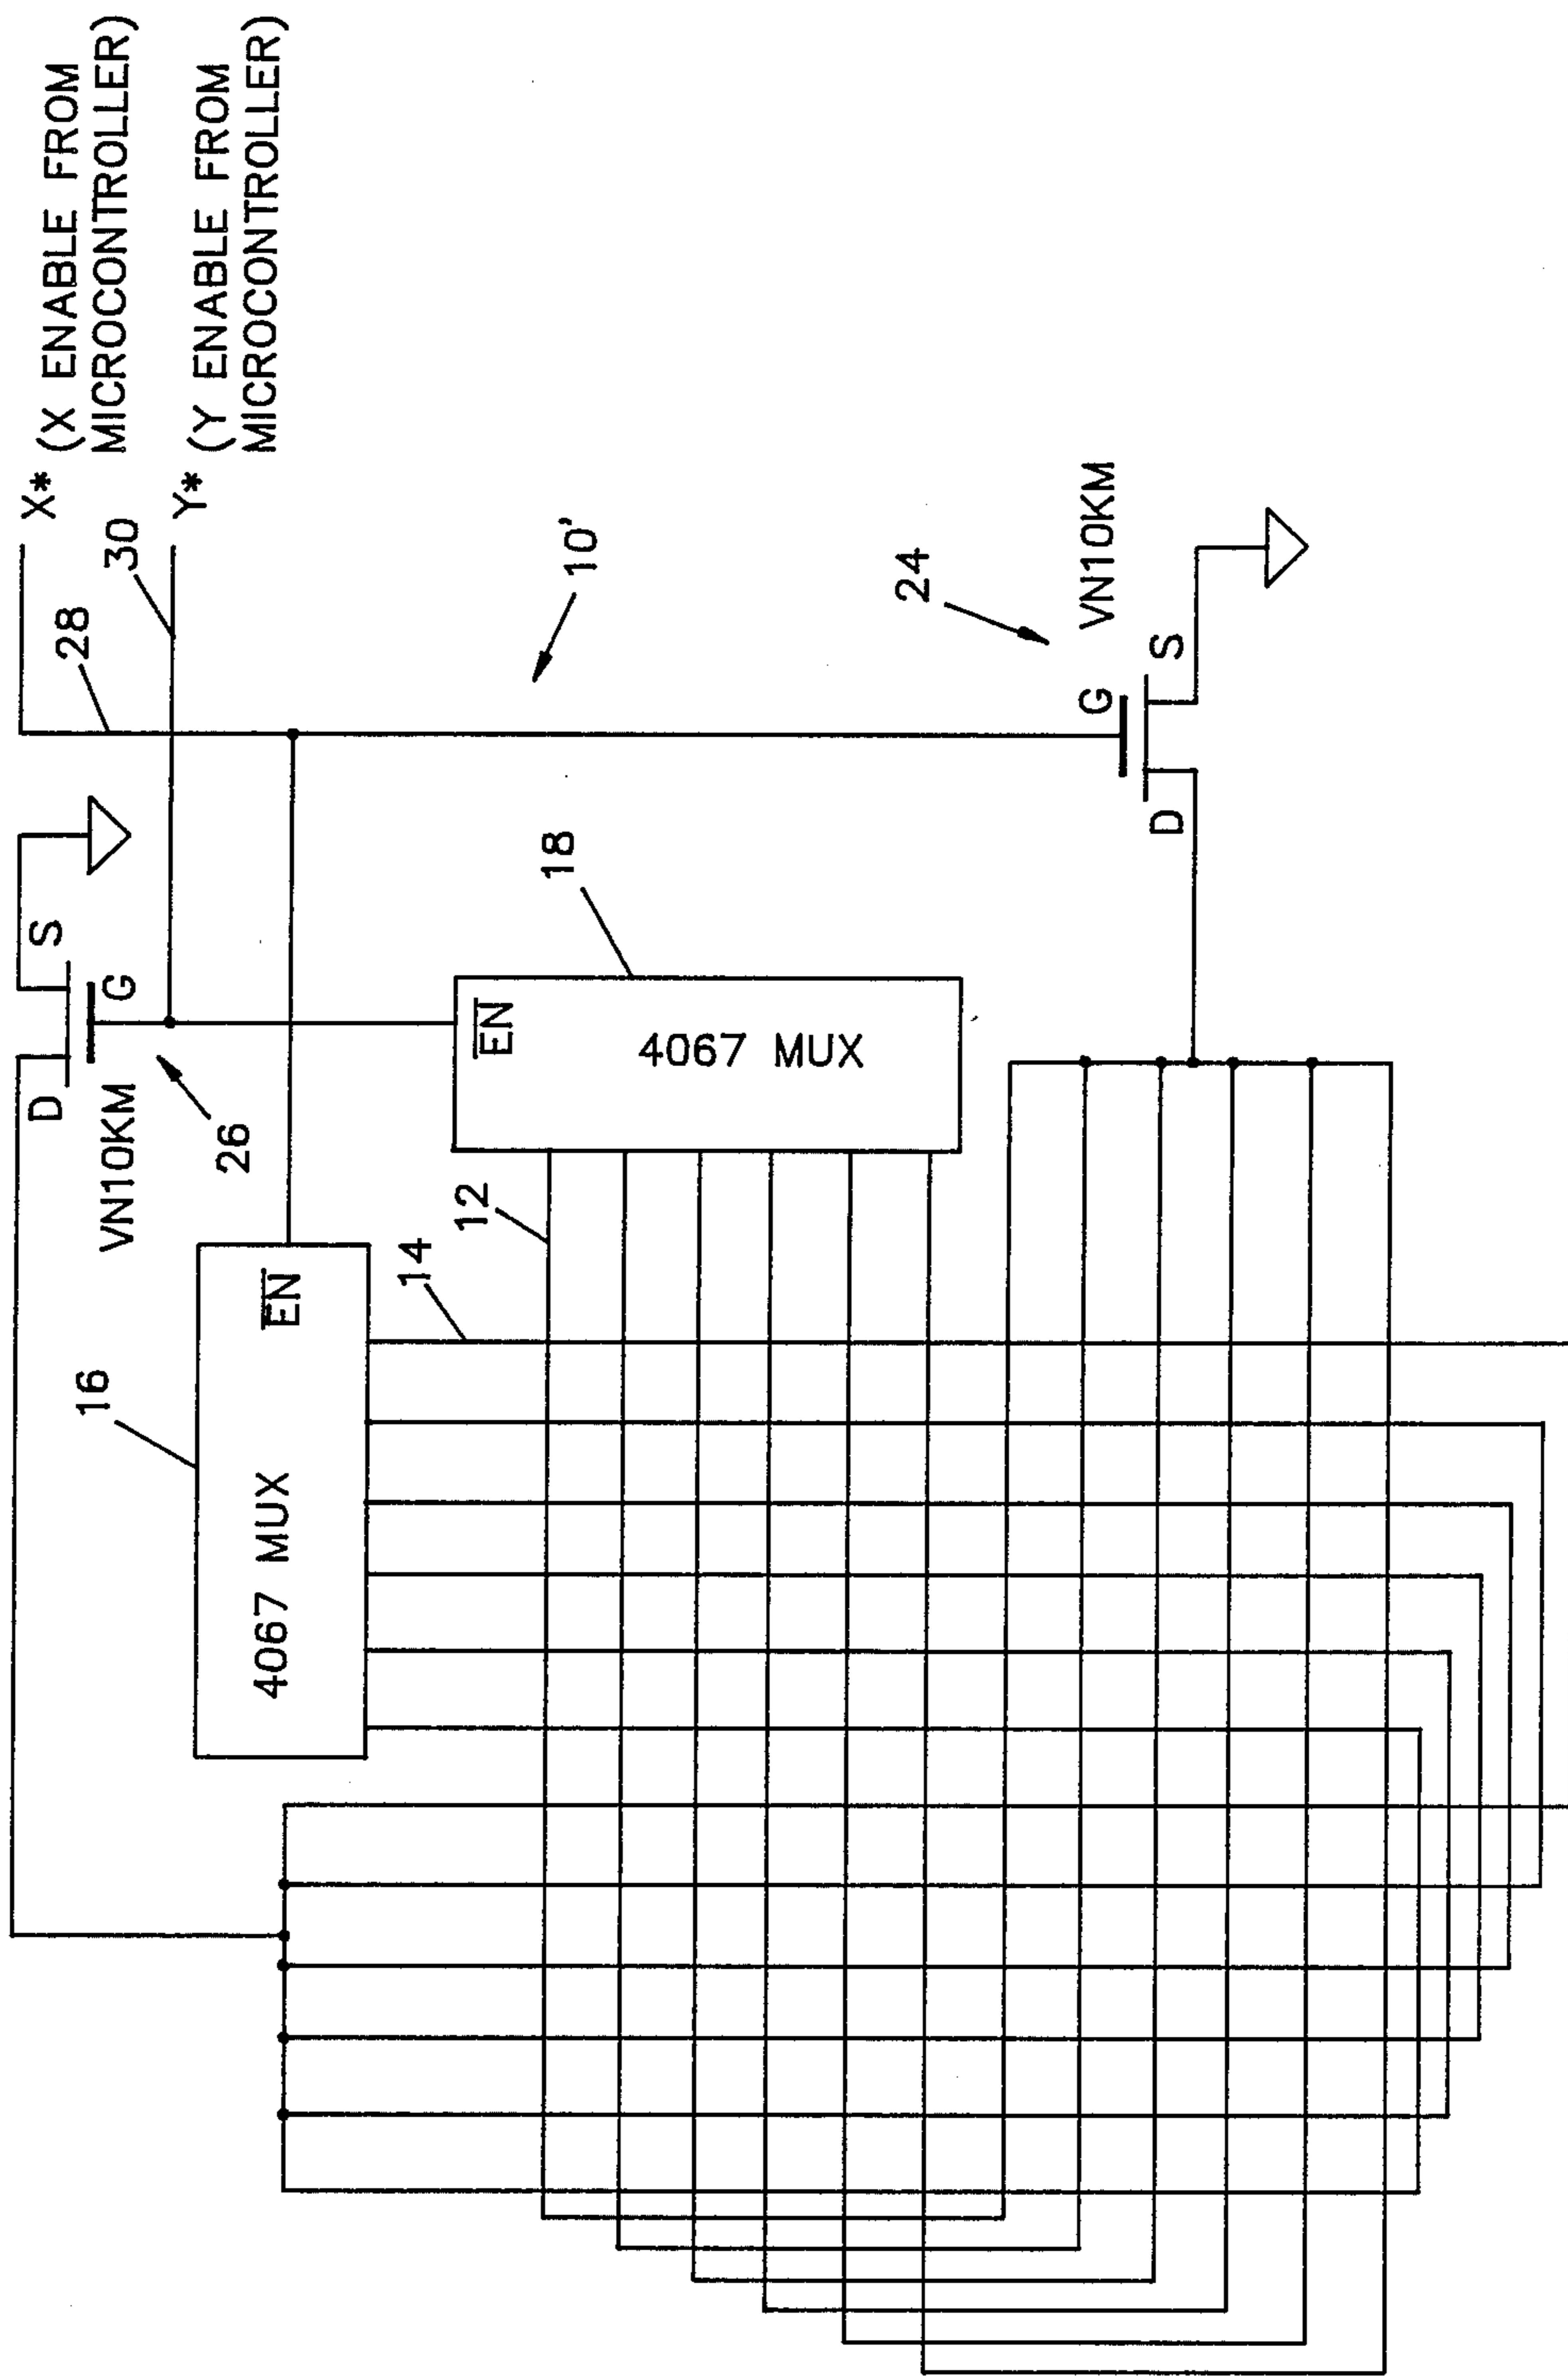 X* (X ENABLE FROM
MICROCONTROLLER)
Y* (Y ENABLE FROM
MICROCONTROLLER)
28
30
10'
D
S
G
VN10KM
26
16
4067 MUX
EN
18
4067 MUX
EN
12
14
24
VN10KM
G
D
S